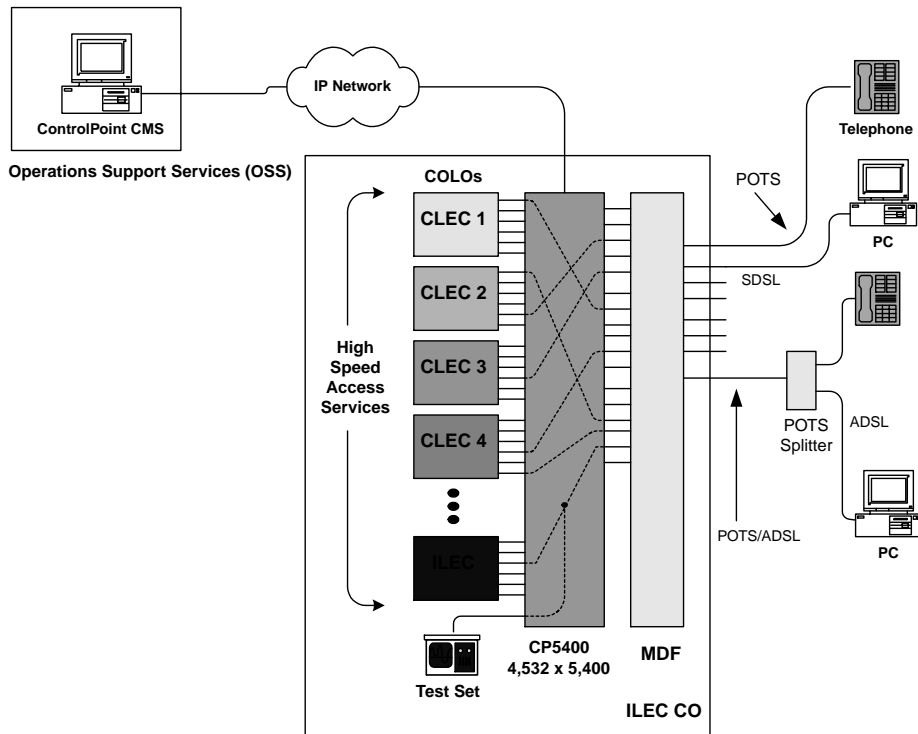 ControlPoint CMS
Operations Support Services (OSS)
IP Network
Telephone
PC
POTS
SDSL
COLOs
CLEC 1
CLEC 2
CLEC 3
CLEC 4
ILEC
High
Speed
Access
Services
Test Set
CP5400
4,532 x 5,400
MDF
ILEC CO
POTS
Splitter
ADSL
POTS/ADSL
PC